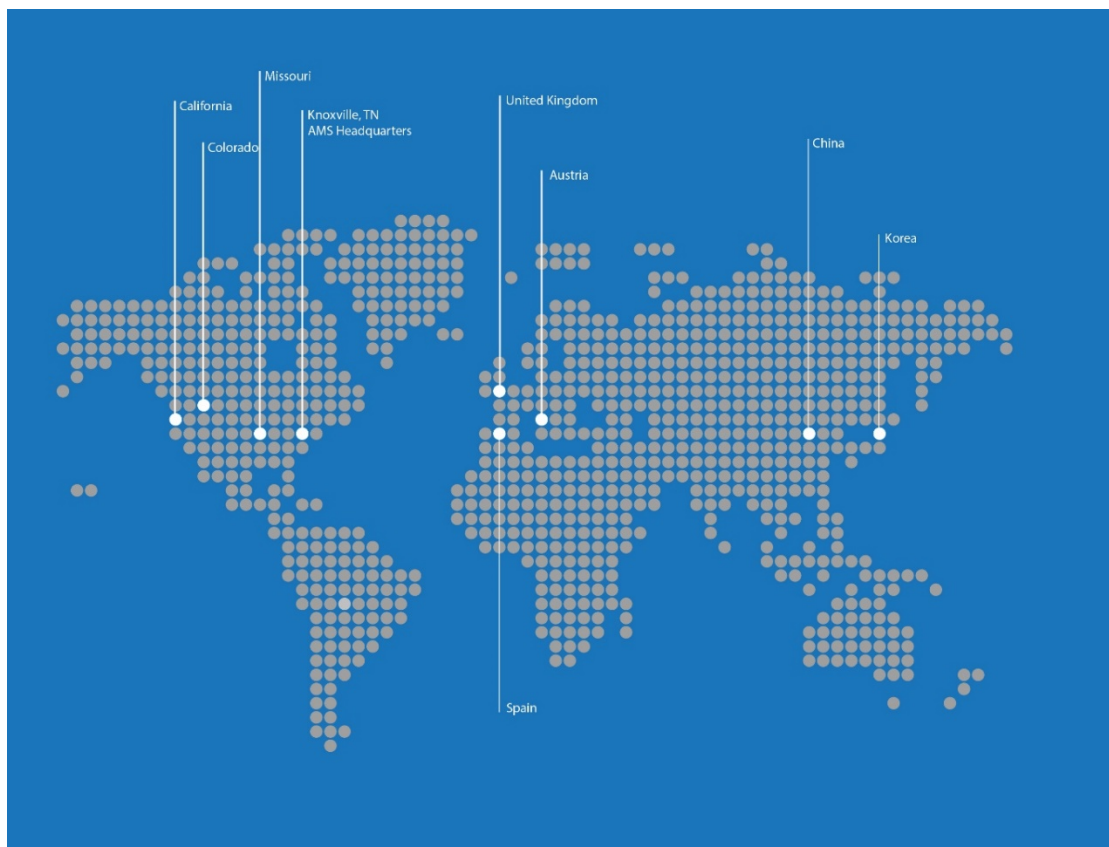 Missouri
California
Knoxville, TN
AMS Headquarters
Colorado
United Kingdom
Austria
China
Korea
Spain